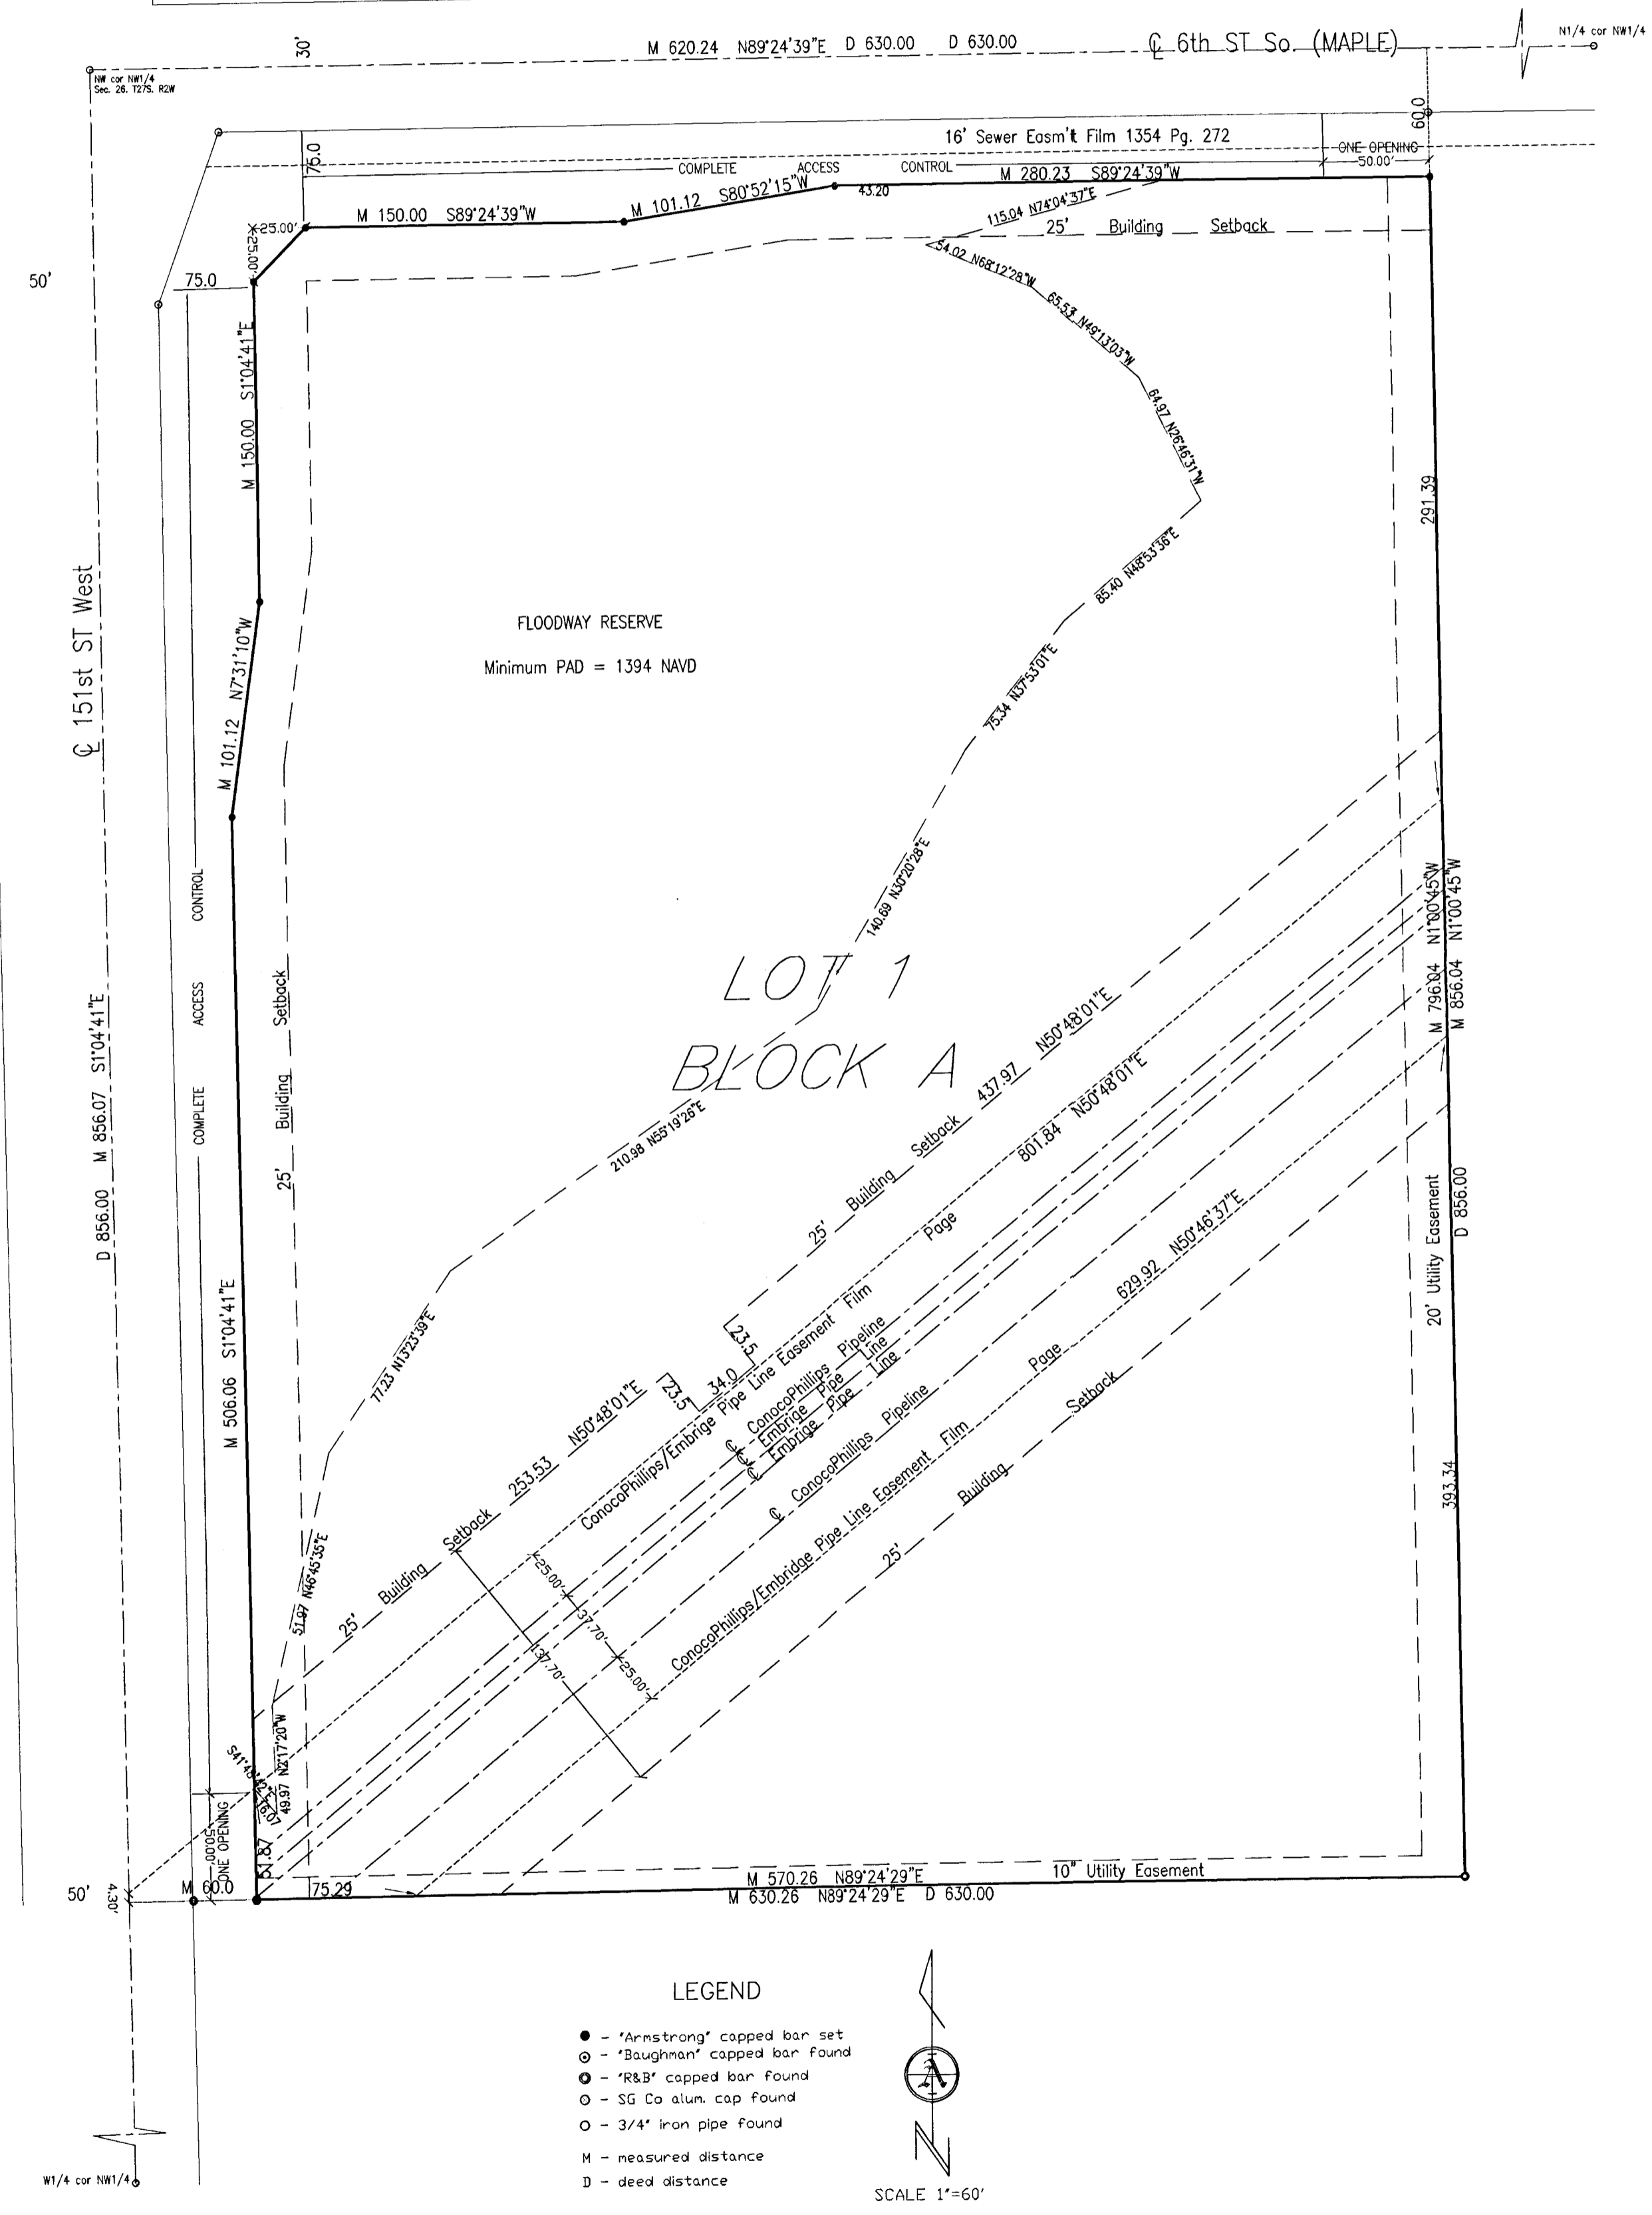 30'
M 620.24 N89°24'39"E D 630.00 D 630.00
℄ 6th ST So. (MAPLE)
N1/4 cor NW1/4
NW cor NW1/4
Sec. 26. T27S. R2W
60.0
16' Sewer Easm't Film 1354 Pg. 272
ONE OPENING
50.00'
75.0
COMPLETE ACCESS CONTROL
M 280.23 S89°24'39"W
M 101.12 S80°52'15"W
43.20
M 150.00 S89°24'39"W
115.04 N74°04'37"E
25' Building Setback
25.00'
25.00'
54.02 N68°12'28"W
50'
75.0
65.53 N49°13'03"W
M 150.00 S1°04'41"E
64.97 N26°46'31"W
291.39
85.40 N48°53'36"E
℄ 151st ST West
FLOODWAY RESERVE
Minimum PAD = 1394 NAVD
M 101.12 N7°31'10"W
75.34 N37°53'01"E
140.69 N30°20'28"E
COMPLETE ACCESS CONTROL
M 796.04 N1°00'45"W
M 856.04 N1°00'45"W
LOT 1
BLOCK A
25' Building Setback
D 856.00 M 856.07 S1°04'41"E
25' Building Setback 437.97 N50°48'01"E
801.84 N50°48'01"E
210.98 N55°19'26"E
D 856.00
20' Utility Easement
629.92 N50°46'37"E
M 506.06 S1°04'41"E
77.23 N13°23'39"E
23.5
34.0
23.5
ConocoPhillips/Embrige Pipe Line Easement Film Page
℄ ConocoPhillips Pipeline
℄ Embrige Pipe Line
℄ Embrige Pipe Line
℄ ConocoPhillips Pipeline
ConocoPhillips/Embridge Pipe Line Easement Film Page
25' Building Setback
25' Building Setback 253.53 N50°48'01"E
393.34
51.97 N46°45'35"E
25.00'
37.70'
25.00'
137.70'
S41°48'42"E
16.07
49.97 N2°17'20"W
ONE OPENING
50.00'
51.87
50'
4.30'
M 60.0
75.29
M 570.26 N89°24'29"E
10" Utility Easement
M 630.26 N89°24'29"E D 630.00
LEGEND
- "Armstrong" capped bar set
- "Baughman" capped bar found
- "R&B" capped bar found
- SG Co alum. cap found
- 3/4" iron pipe found
M - measured distance
D - deed distance
W1/4 cor NW1/4
N
SCALE 1"=60'